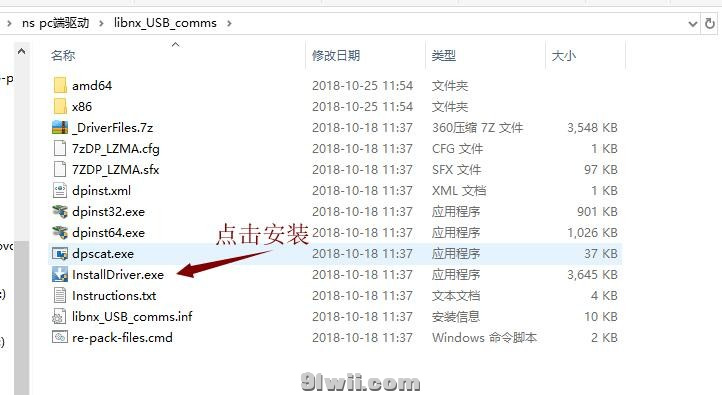 ns pc端驱动 > libnx_USB_comms
名称 修改日期 类型 大小
amd64 2018-10-25 11:54 文件夹
x86 2018-10-25 11:54 文件夹
_DriverFiles.7z 2018-10-18 11:37 360压缩 7Z 文件 3,548 KB
7zDP_LZMA.cfg 2018-10-18 11:37 CFG 文件 1 KB
7ZDP_LZMA.sfx 2018-10-18 11:37 SFX 文件 97 KB
dpinst.xml 2018-10-18 11:37 XML 文档 1 KB
dpinst32.exe 2018-10-18 11:37 应用程序 901 KB
dpinst64.exe 2018-10-18 11:37 应用程序 1,026 KB
点击安装
dpscat.exe 2018-10-18 11:37 应用程序 37 KB
InstallDriver.exe 2018-10-18 11:37 应用程序 3,645 KB
Instructions.txt 2018-10-18 11:37 文本文档 4 KB
libnx_USB_comms.inf 2018-10-18 11:37 安装信息 10 KB
re-pack-files.cmd 2018-10-18 11:37 Windows 命令脚本 2 KB
91wii.com